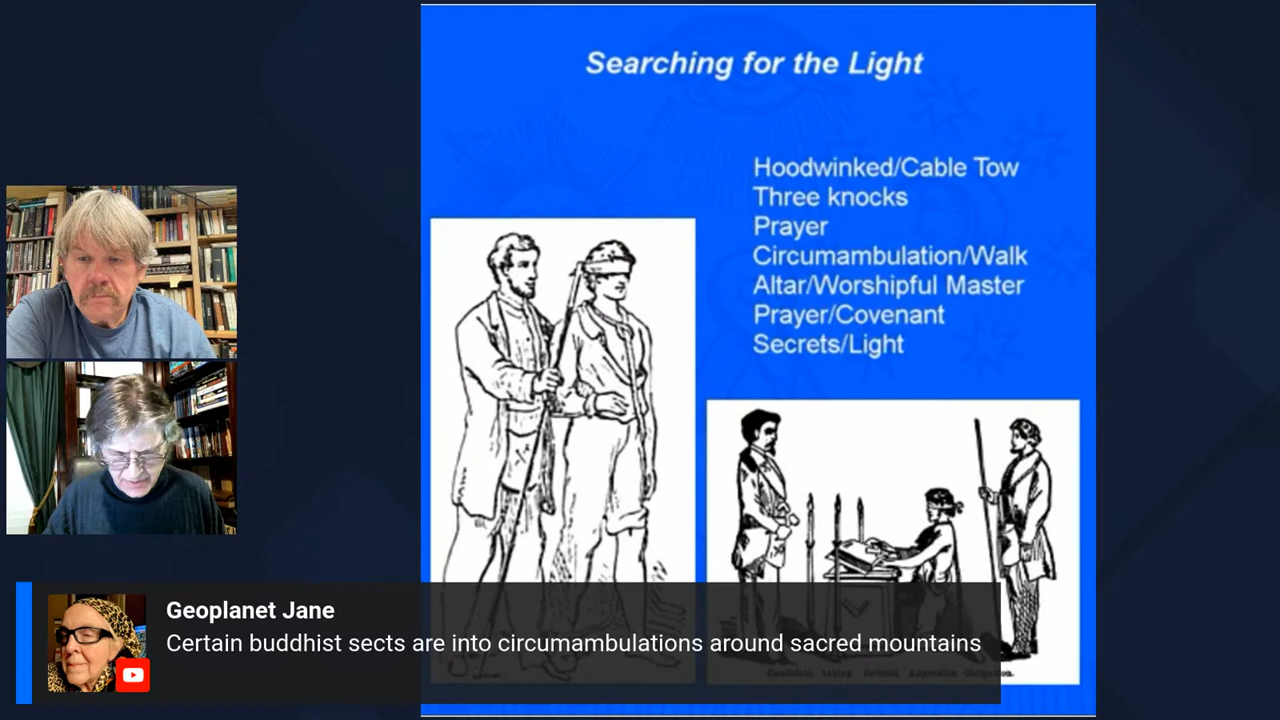 Searching for the Light
Hoodwinked/Cable Tow
Three knocks
Prayer
Circumambulation/Walk
Altar/Worshipful Master
Prayer/Covenant
Secrets/Light
Geoplanet Jane
Certain buddhist sects are into circumambulations around sacred mountains